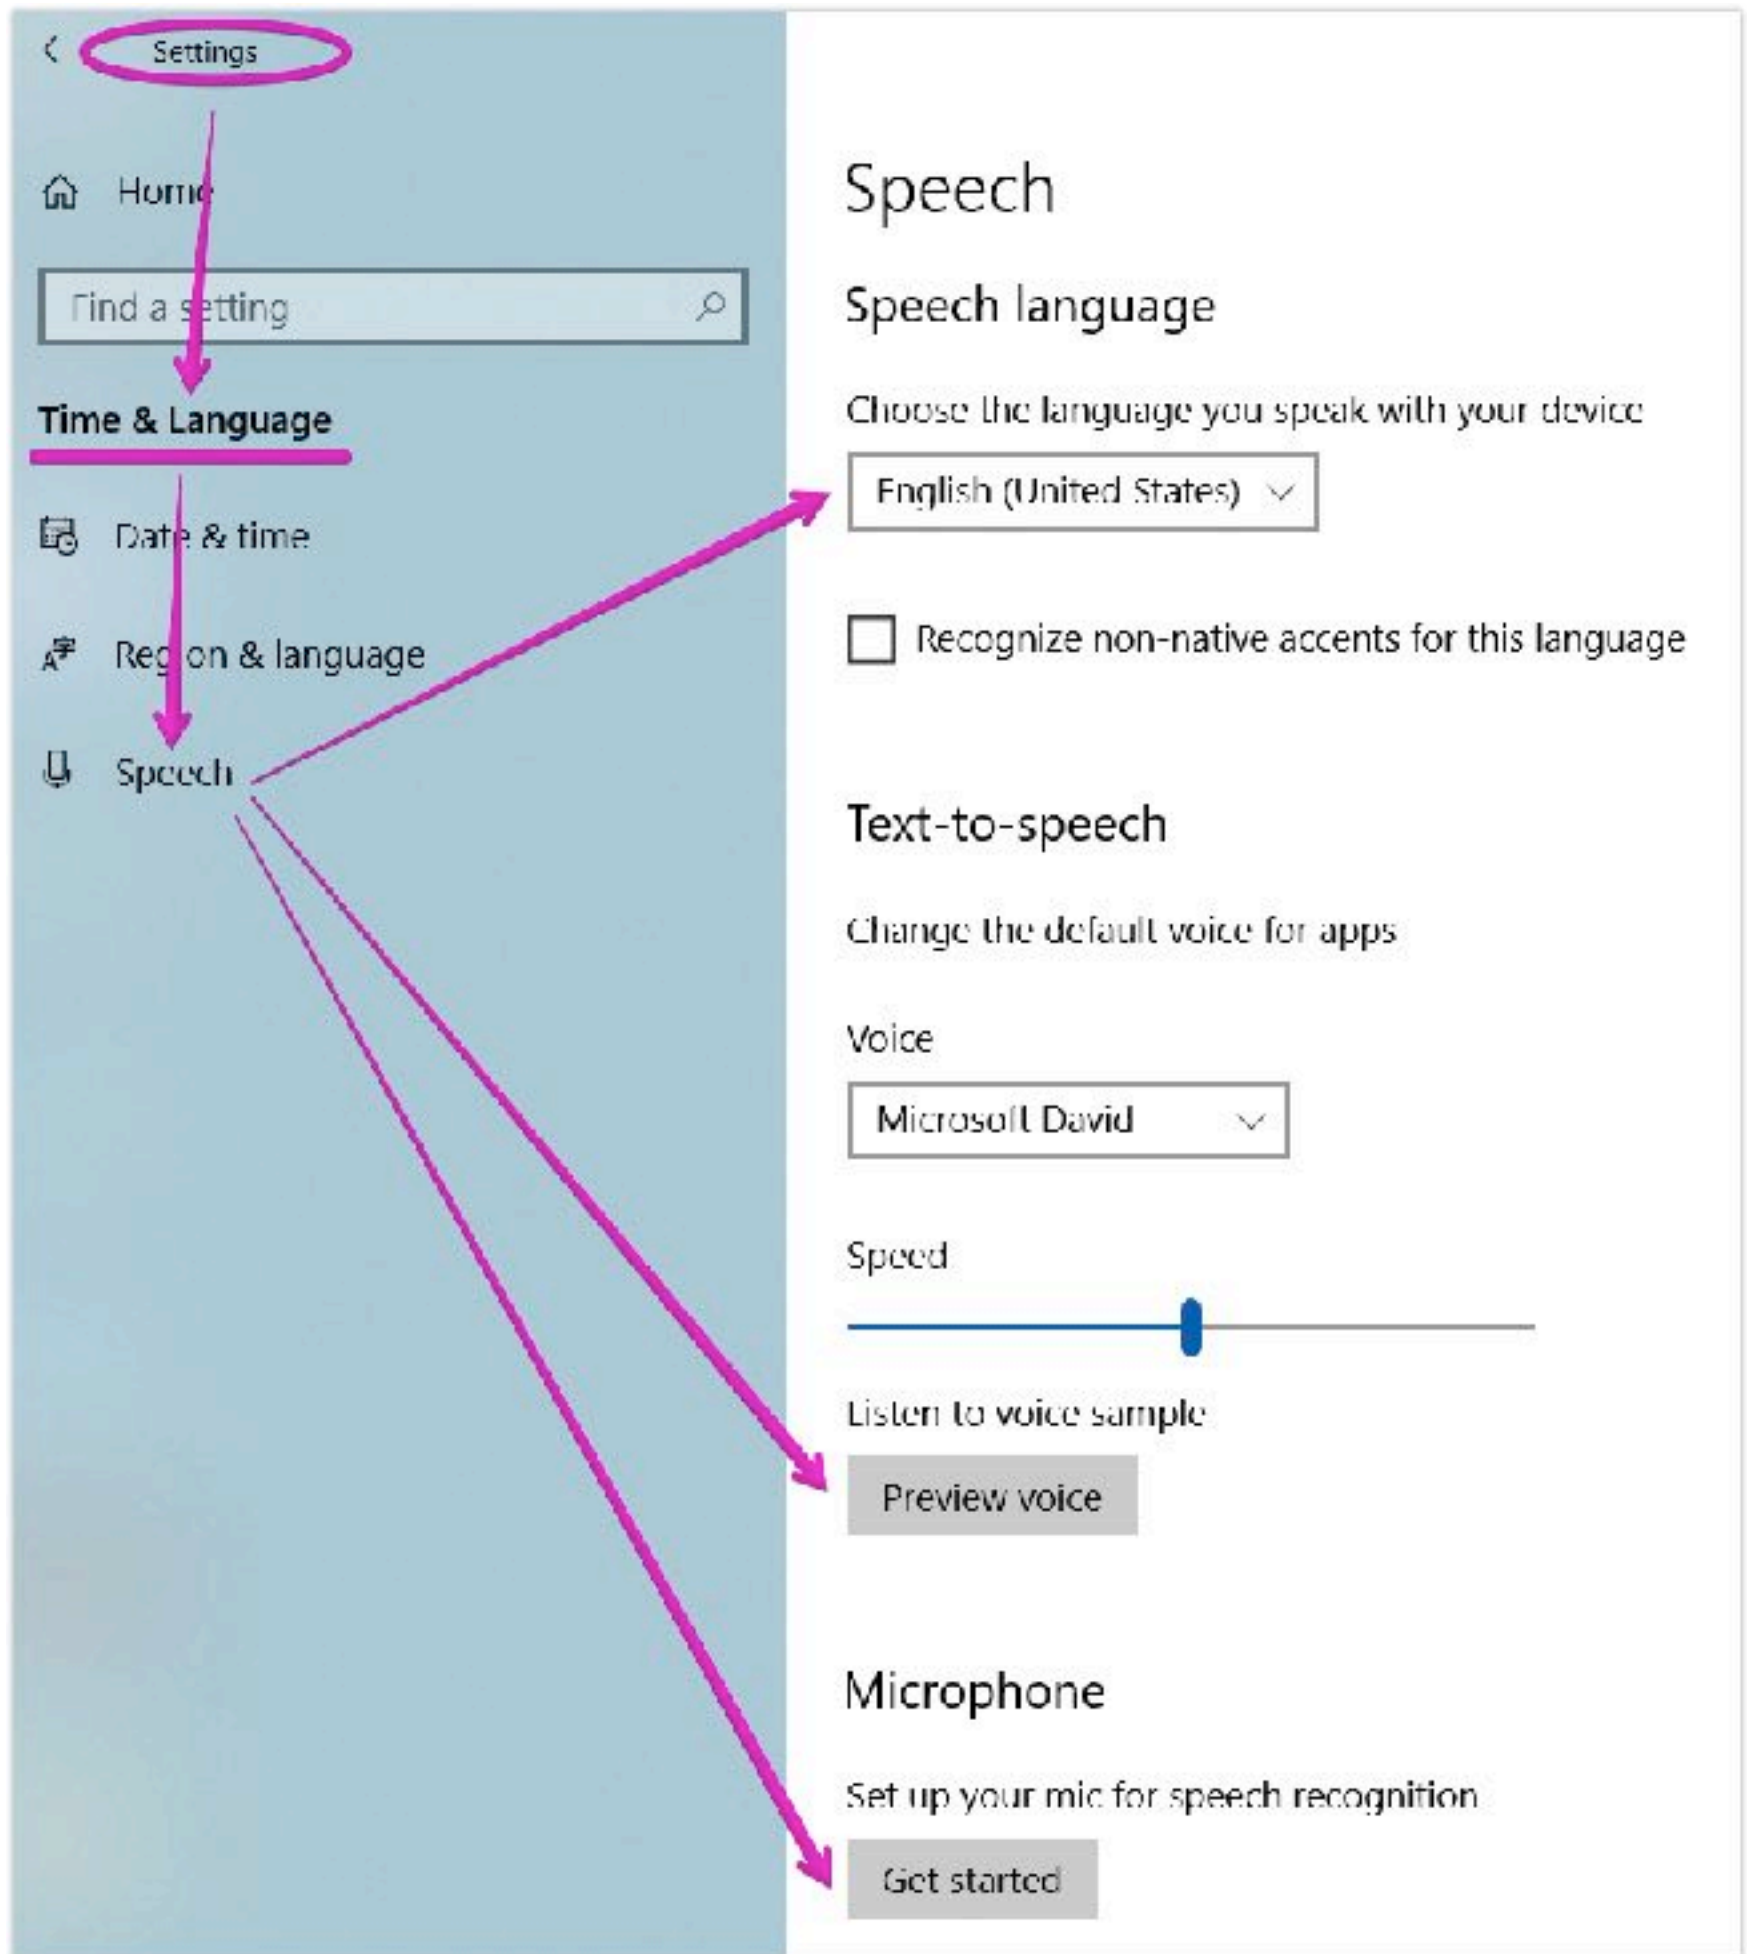 Settings
Home
Find a setting
Time & Language
Date & time
Region & language
Speech
Speech
Speech language
Choose the language you speak with your device
English (United States)
Recognize non-native accents for this language
Text-to-speech
Change the default voice for apps
Voice
Microsoft David
Speed
Listen to voice sample
Preview voice
Microphone
Set up your mic for speech recognition
Get started